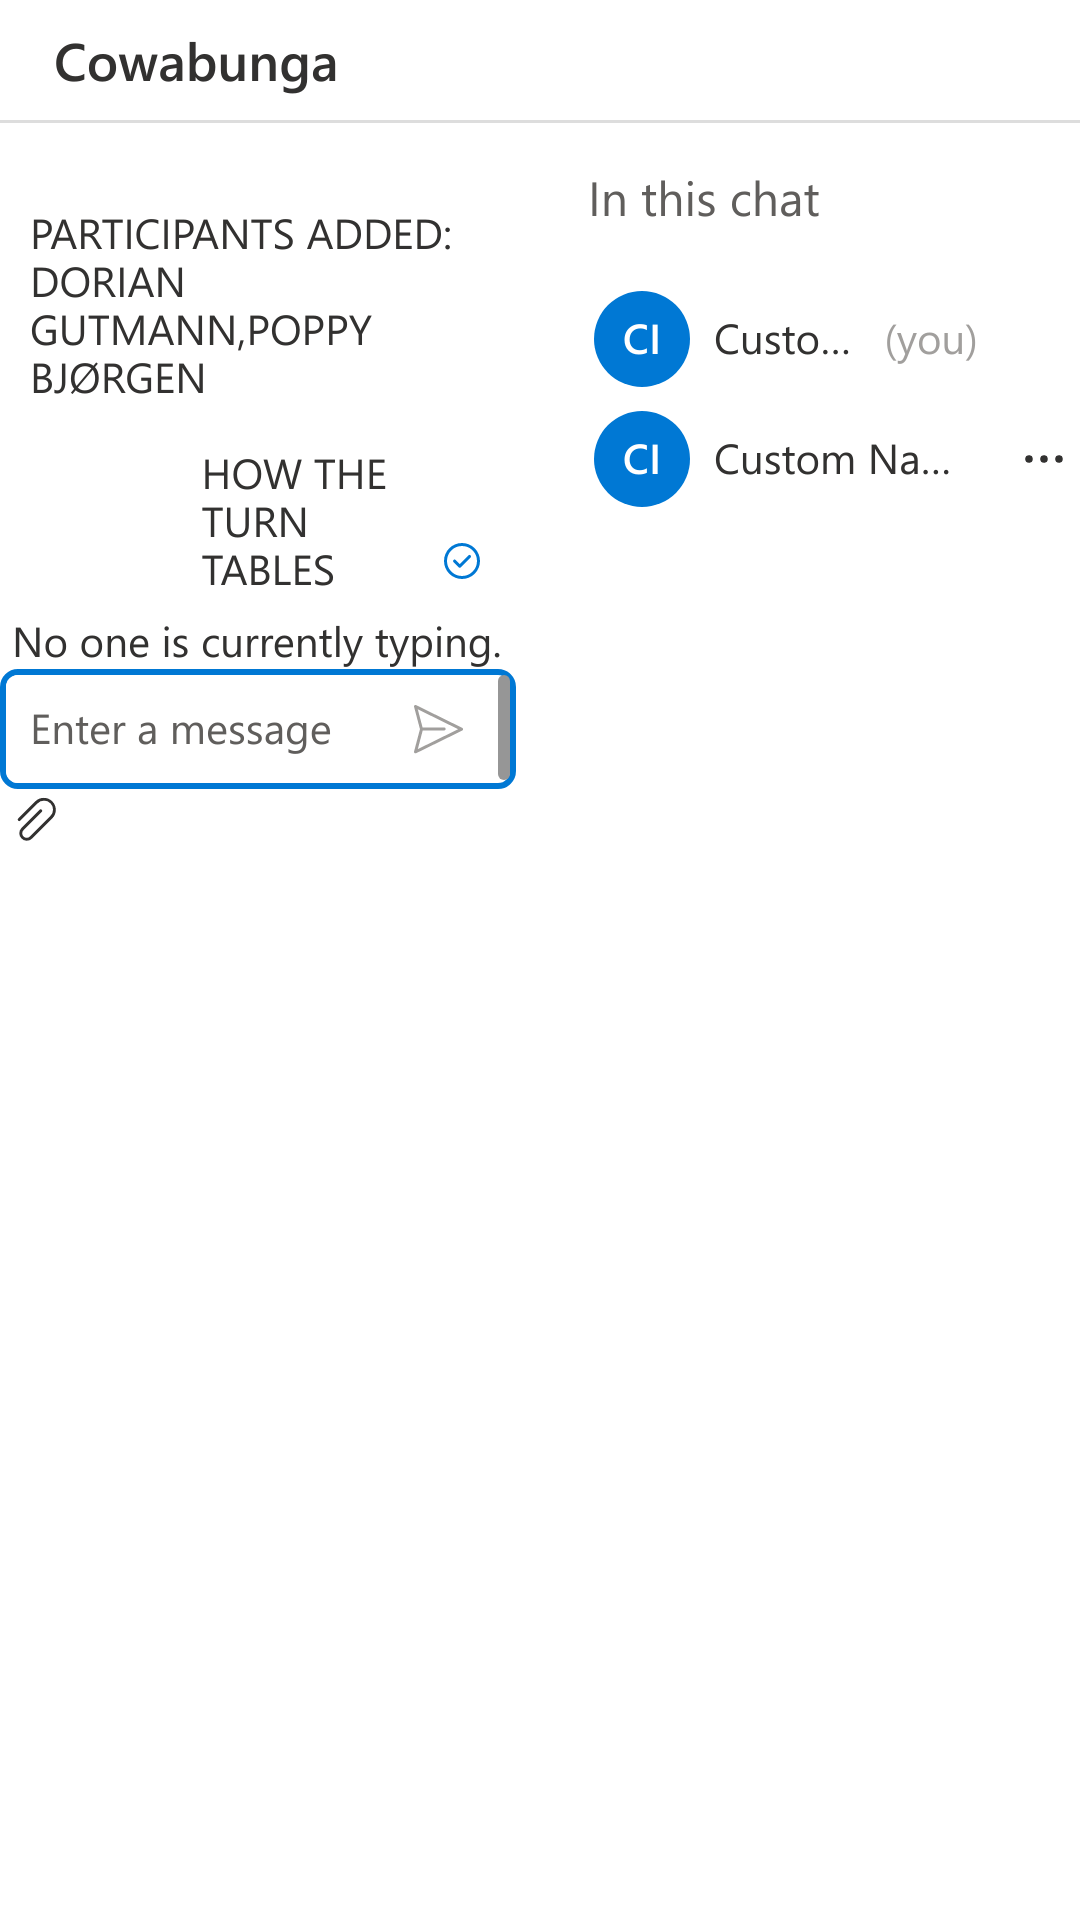 Cowabunga
PARTICIPANTS ADDED:
DORIAN
GUTMANN,POPPY
BJØRGEN
HOW THE
TURN
TABLES
No one is currently typing.
Enter a message
In this chat
CI Custo... (you)
CI Custom Na...